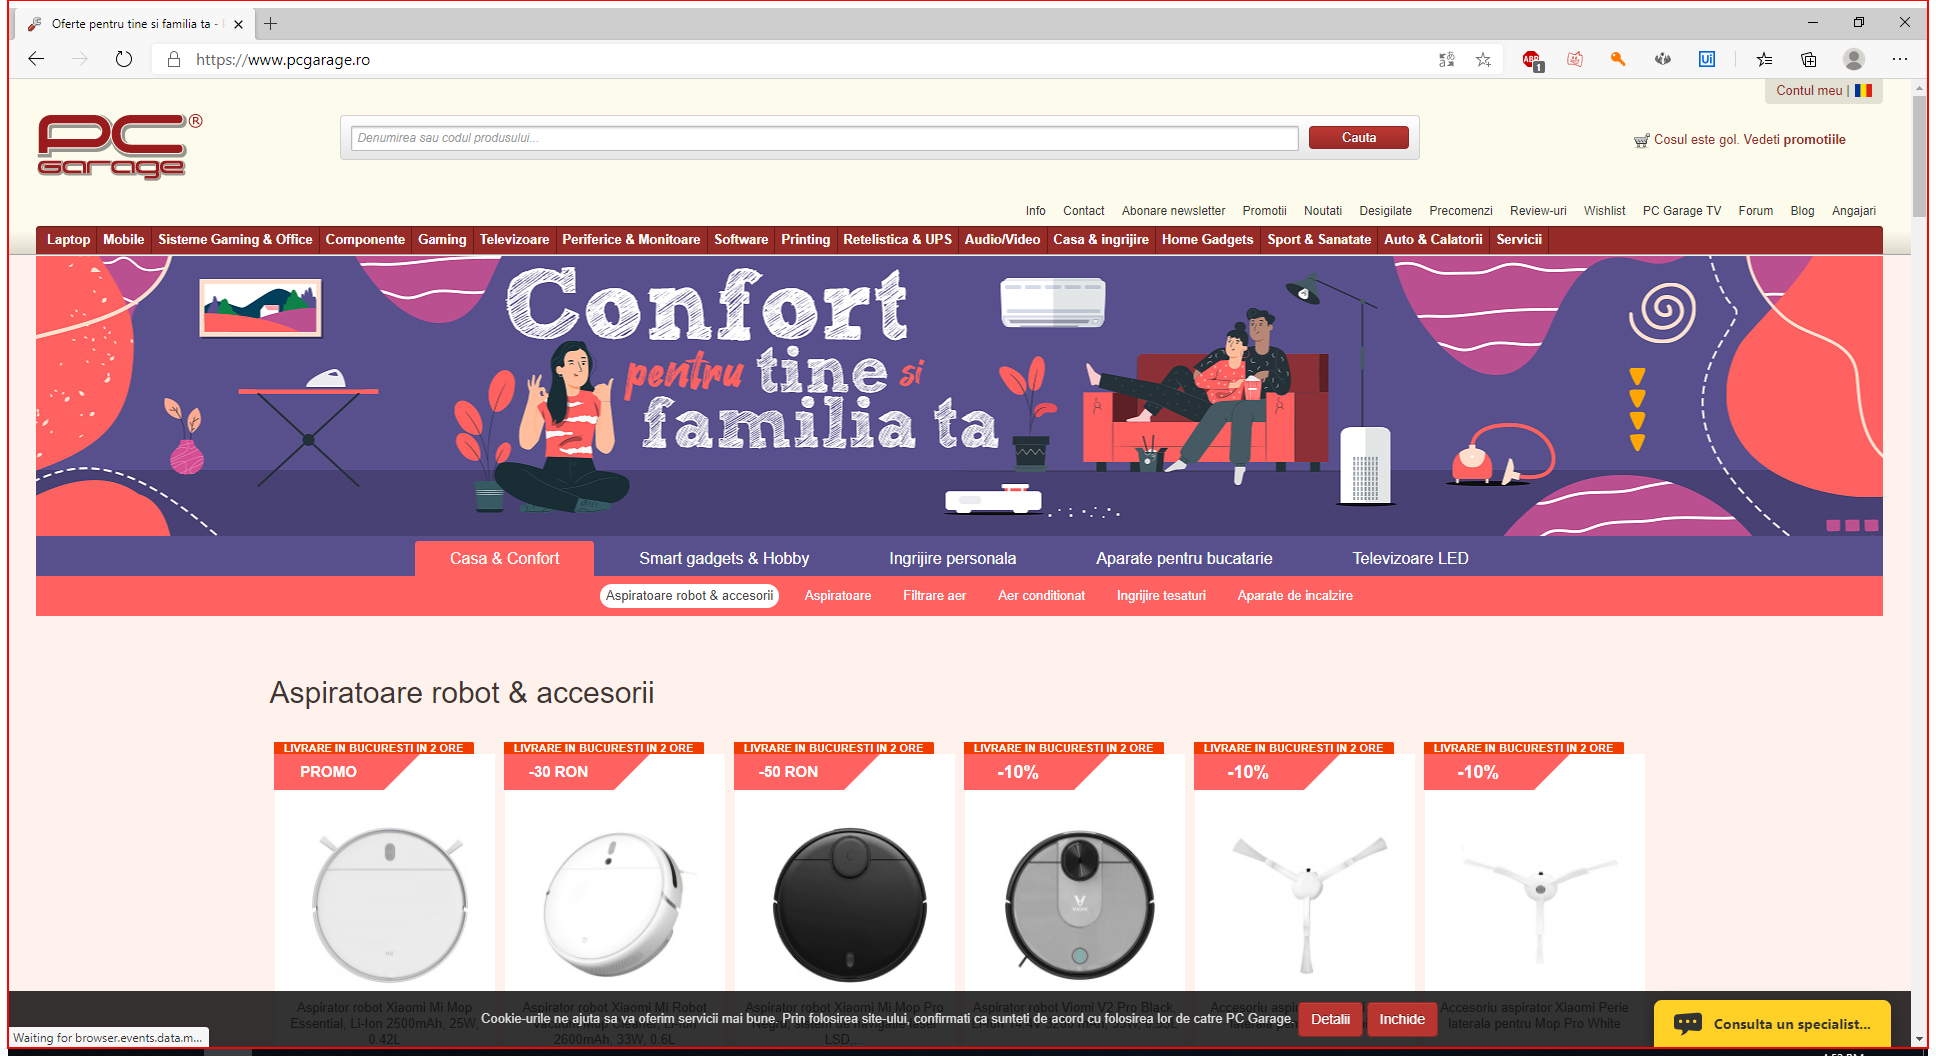 Oferte pentru tine si familia ta -
https://www.pcgarage.ro
ABP
1
Ui
Contul meu |
PC Garage ®
Denumirea sau codul produsului...
Cauta
Cosul este gol. Vedeti promotiile
Info Contact Abonare newsletter Promotii Noutati Desigilate Precomenzi Review-uri Wishlist PC Garage TV Forum Blog Angajari
Laptop Mobile Sisteme Gaming & Office Componente Gaming Televizoare Periferice & Monitoare Software Printing Retelistica & UPS Audio/Video Casa & ingrijire Home Gadgets Sport & Sanatate Auto & Calatorii Servicii
Confort
pentru tine si
familia ta
Casa & Confort Smart gadgets & Hobby Ingrijire personala Aparate pentru bucatarie Televizoare LED
Aspiratoare robot & accesorii Aspiratoare Filtrare aer Aer conditionat Ingrijire tesaturi Aparate de incalzire
Aspiratoare robot & accesorii
LIVRARE IN BUCURESTI IN 2 ORE LIVRARE IN BUCURESTI IN 2 ORE LIVRARE IN BUCURESTI IN 2 ORE LIVRARE IN BUCURESTI IN 2 ORE LIVRARE IN BUCURESTI IN 2 ORE LIVRARE IN BUCURESTI IN 2 ORE
PROMO -30 RON -50 RON -10% -10% -10%
Aspirator robot Xiaomi Mi Mop
Essential, Li-Ion 2500mAh, 25W,
0.42L
Aspirator robot Xiaomi Mi Robot
2600mAh, 33W, 0.6L
Aspirator robot Xiaomi Mi Mop Pro
LSD,...
Aspirator robot Viomi V2 Pro Black,
Accesoriu
Accesoriu aspirator Xiaomi Perie
laterala pentru Mop Pro White
Cookie-urile ne ajuta sa va oferim servicii mai bune. Prin folosirea site-ului, confirmati ca sunteti de acord cu folosirea lor de catre PC Garage.
Detalii
Inchide
Consulta un specialist...
Waiting for browser.events.data.m...